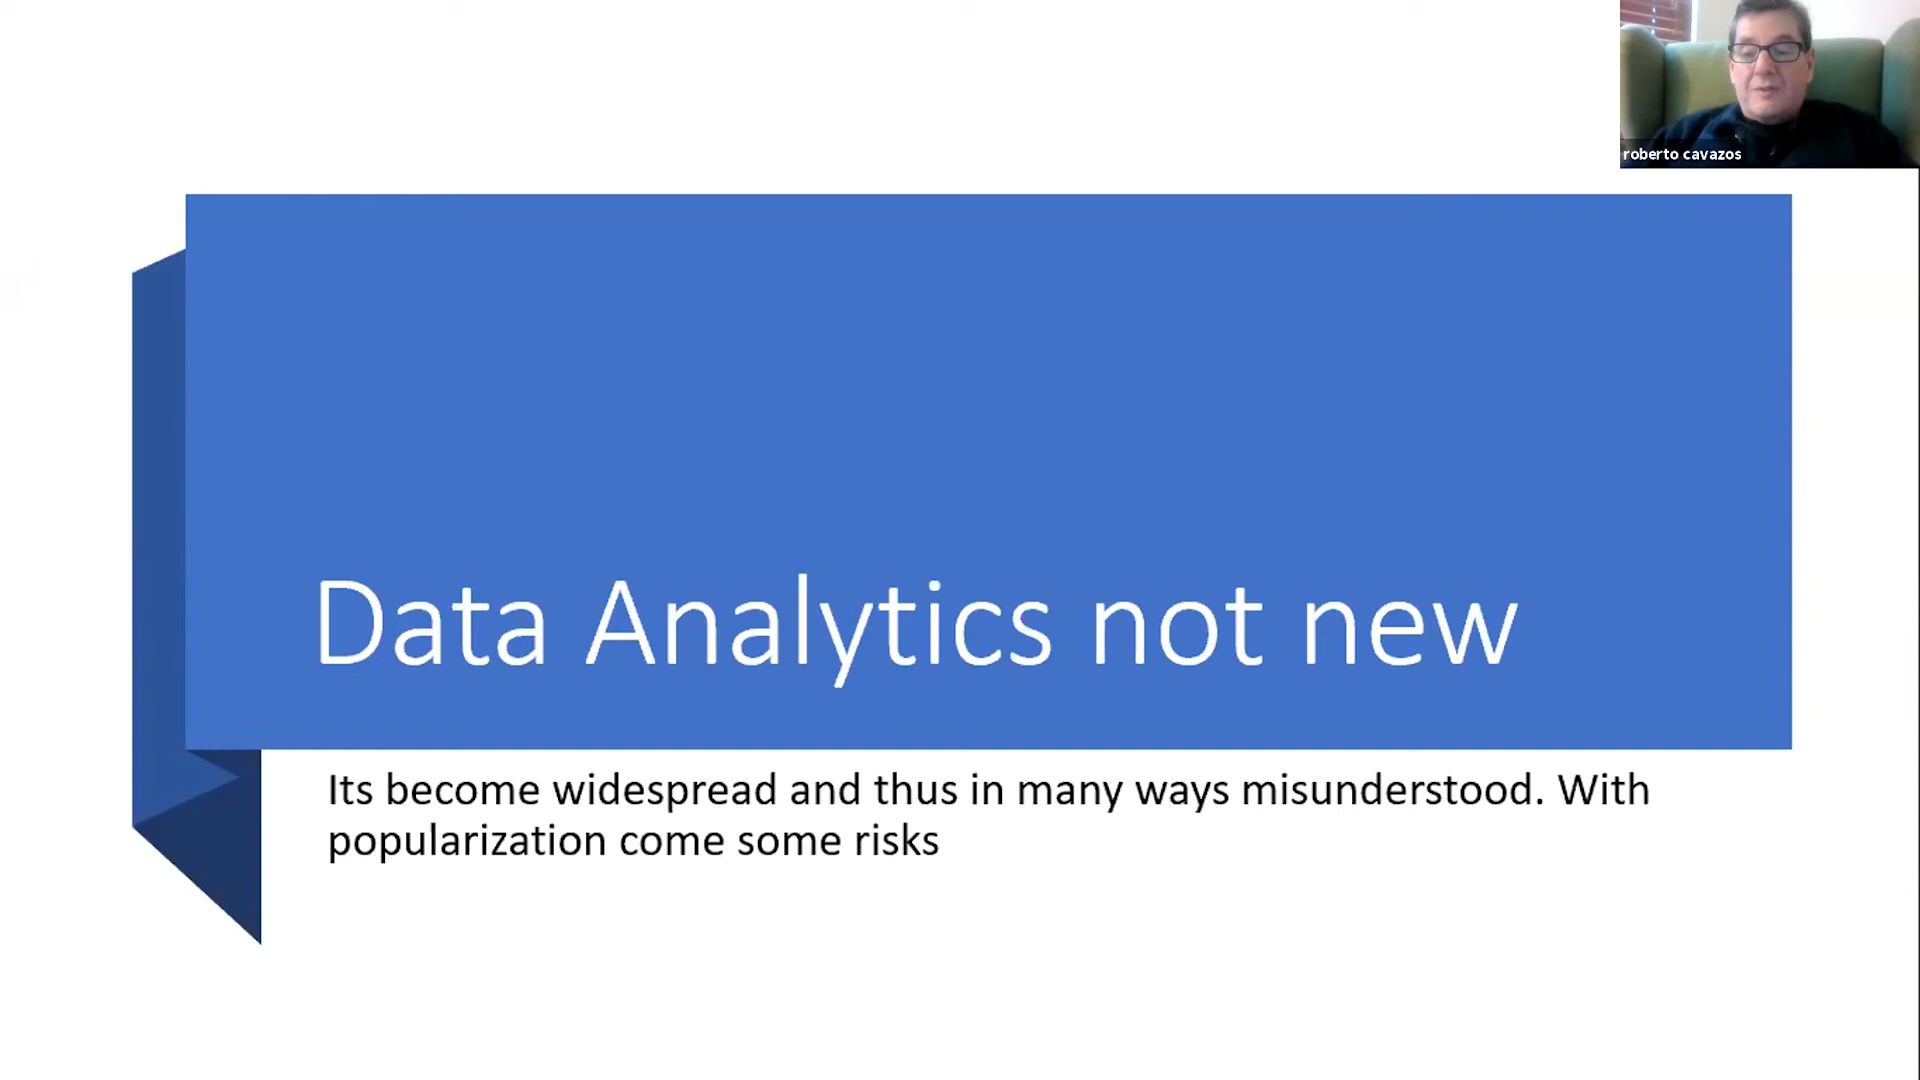 roberto cavazos
Data Analytics not new
Its become widespread and thus in many ways misunderstood. With
popularization come some risks